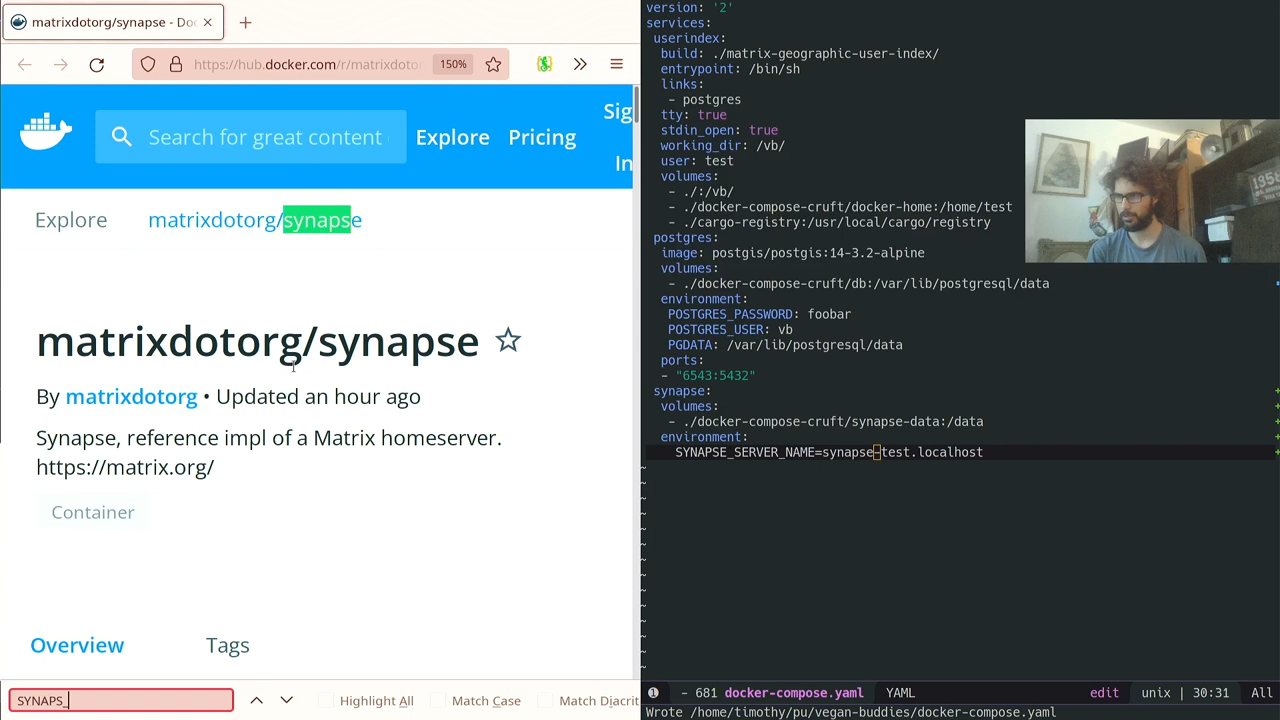 matrixdotorg/synapse - Doc
https://hub.docker.com/r/matrixdotor
150%
Search for great content
Explore
Pricing
Sig
In
Explore
matrixdotorg/synapse
matrixdotorg/synapse
By matrixdotorg • Updated an hour ago
Synapse, reference impl of a Matrix homeserver.
https://matrix.org/
Container
Overview
Tags
SYNAPS_
Highlight All
Match Case
Match Diacrit
version: '2'
services:
userindex:
build: ./matrix-geographic-user-index/
entrypoint: /bin/sh
links:
- postgres
tty: true
stdin_open: true
working_dir: /vb/
user: test
volumes:
- ./:/vb/
- ./docker-compose-cruft/docker-home:/home/test
- ./cargo-registry:/usr/local/cargo/registry
postgres:
image: postgis/postgis:14-3.2-alpine
volumes:
- ./docker-compose-cruft/db:/var/lib/postgresql/data
environment:
POSTGRES_PASSWORD: foobar
POSTGRES_USER: vb
PGDATA: /var/lib/postgresql/data
ports:
- "6543:5432"
synapse:
volumes:
- ./docker-compose-cruft/synapse-data:/data
environment:
SYNAPSE_SERVER_NAME=synapse-test.localhost
~
~
~
~
~
~
~
~
~
~
~
~
~
~
1 - 681 docker-compose.yaml YAML edit unix | 30:31 All
Wrote /home/timothy/pu/vegan-buddies/docker-compose.yaml